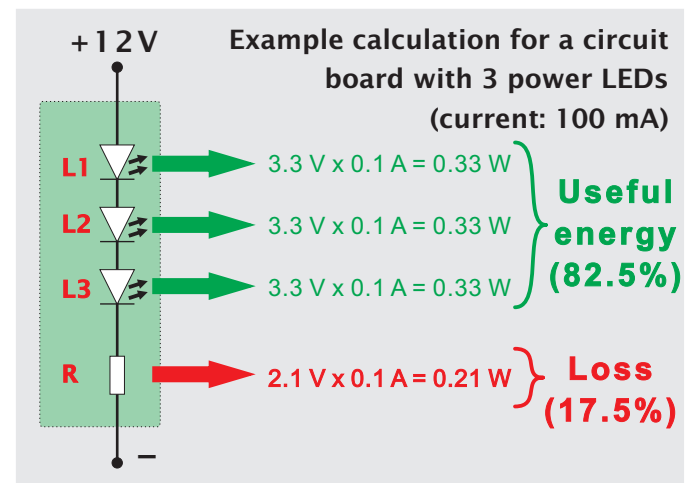 +12V
Example calculation for a circuit
board with 3 power LEDs
(current: 100 mA)
L1
3.3 V x 0.1 A = 0.33 W
L2
3.3 V x 0.1 A = 0.33 W
L3
3.3 V x 0.1 A = 0.33 W
Useful
energy
(82.5%)
R
2.1 V x 0.1 A = 0.21 W
Loss
(17.5%)
–